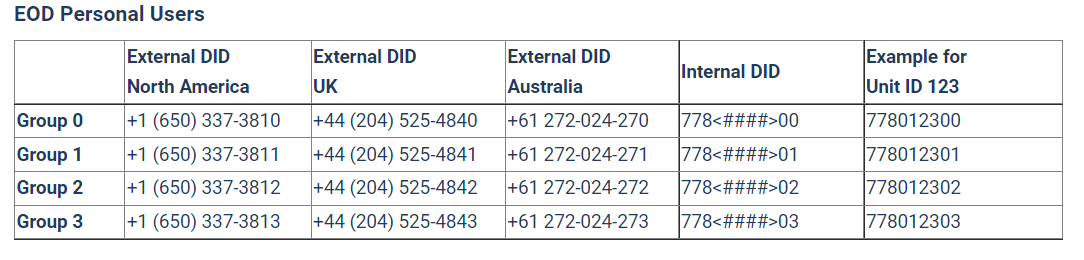 EOD Personal Users
External DID North America External DID UK External DID Australia Internal DID Example for Unit ID 123
Group 0 +1 (650) 337-3810 +44 (204) 525-4840 +61 272-024-270 778<####>00 778012300
Group 1 +1 (650) 337-3811 +44 (204) 525-4841 +61 272-024-271 778<####>01 778012301
Group 2 +1 (650) 337-3812 +44 (204) 525-4842 +61 272-024-272 778<####>02 778012302
Group 3 +1 (650) 337-3813 +44 (204) 525-4843 +61 272-024-273 778<####>03 778012303